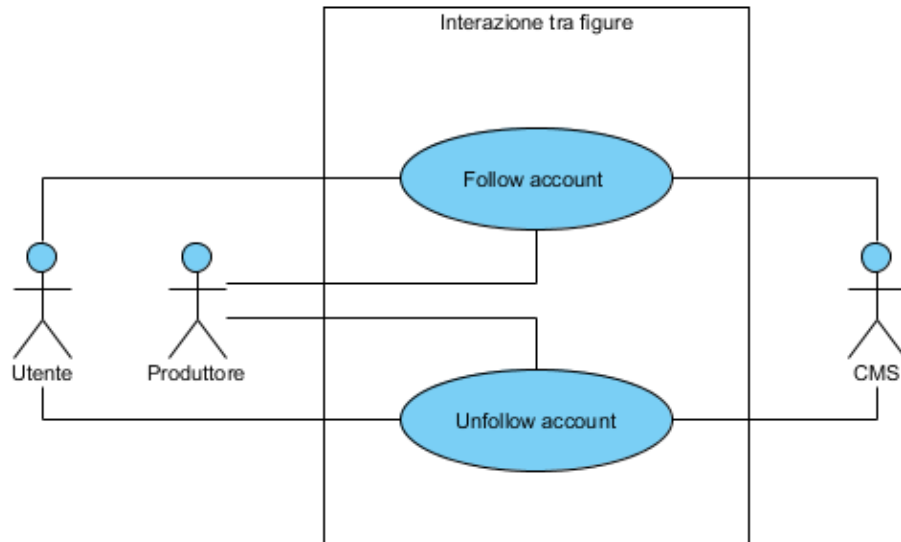 Interazione tra figure
Follow account
Utente
Produttore
CMS
Unfollow account